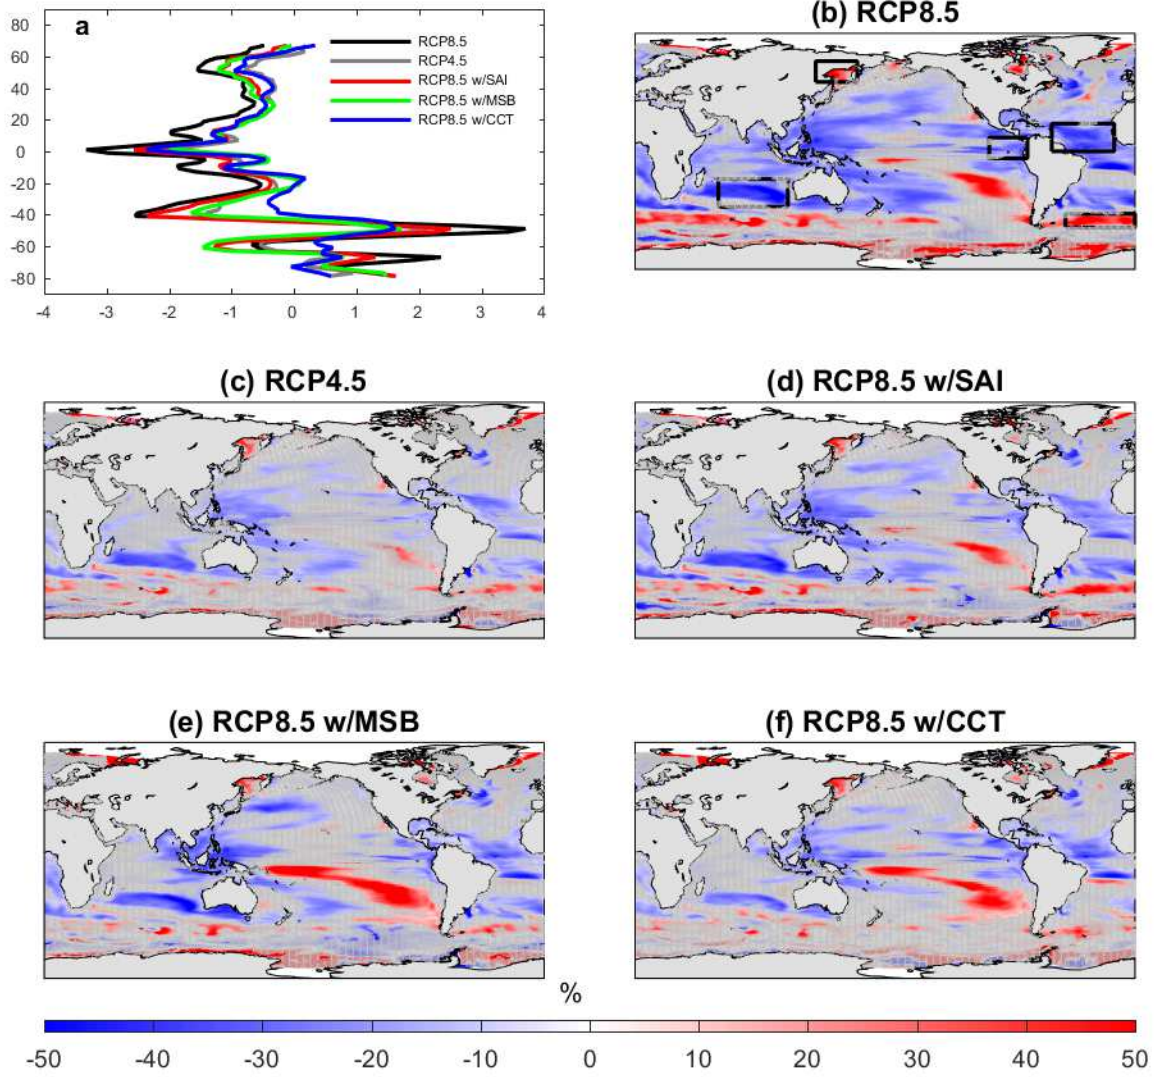 a
80
60
40
20
0
-20
-40
-60
-80
-4 -3 -2 -1 0 1 2 3 4
RCP8.5
RCP4.5
RCP8.5 w/SAI
RCP8.5 w/MSB
RCP8.5 w/CCT
(b) RCP8.5
(c) RCP4.5
(d) RCP8.5 w/SAI
(e) RCP8.5 w/MSB
(f) RCP8.5 w/CCT
%
-50 -40 -30 -20 -10 0 10 20 30 40 50